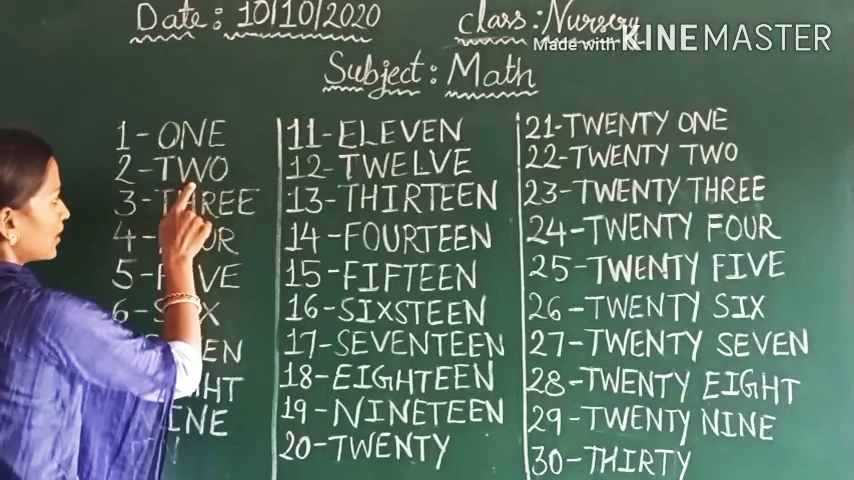 Date: 10/10/2020
class: Nursery
Made with KINEMASTER
Subject: Math
1- ONE
2-TWO
3- THREE
4-
5-
6-
11-ELEVEN
12-TWELVE
13-THIRTEEN
14-FOURTEEN
15-FIFTEEN
16-SIXSTEEN
17-SEVENTEEN
18-EIGHTEEN
19-NINETEEN
20-TWENTY
21-TWENTY ONE
22-TWENTY TWO
23-TWENTY THREE
24-TWENTY FOUR
25-TWENTY FIVE
26-TWENTY SIX
27-TWENTY SEVEN
28-TWENTY EIGHT
29-TWENTY NINE
30-THIRTY